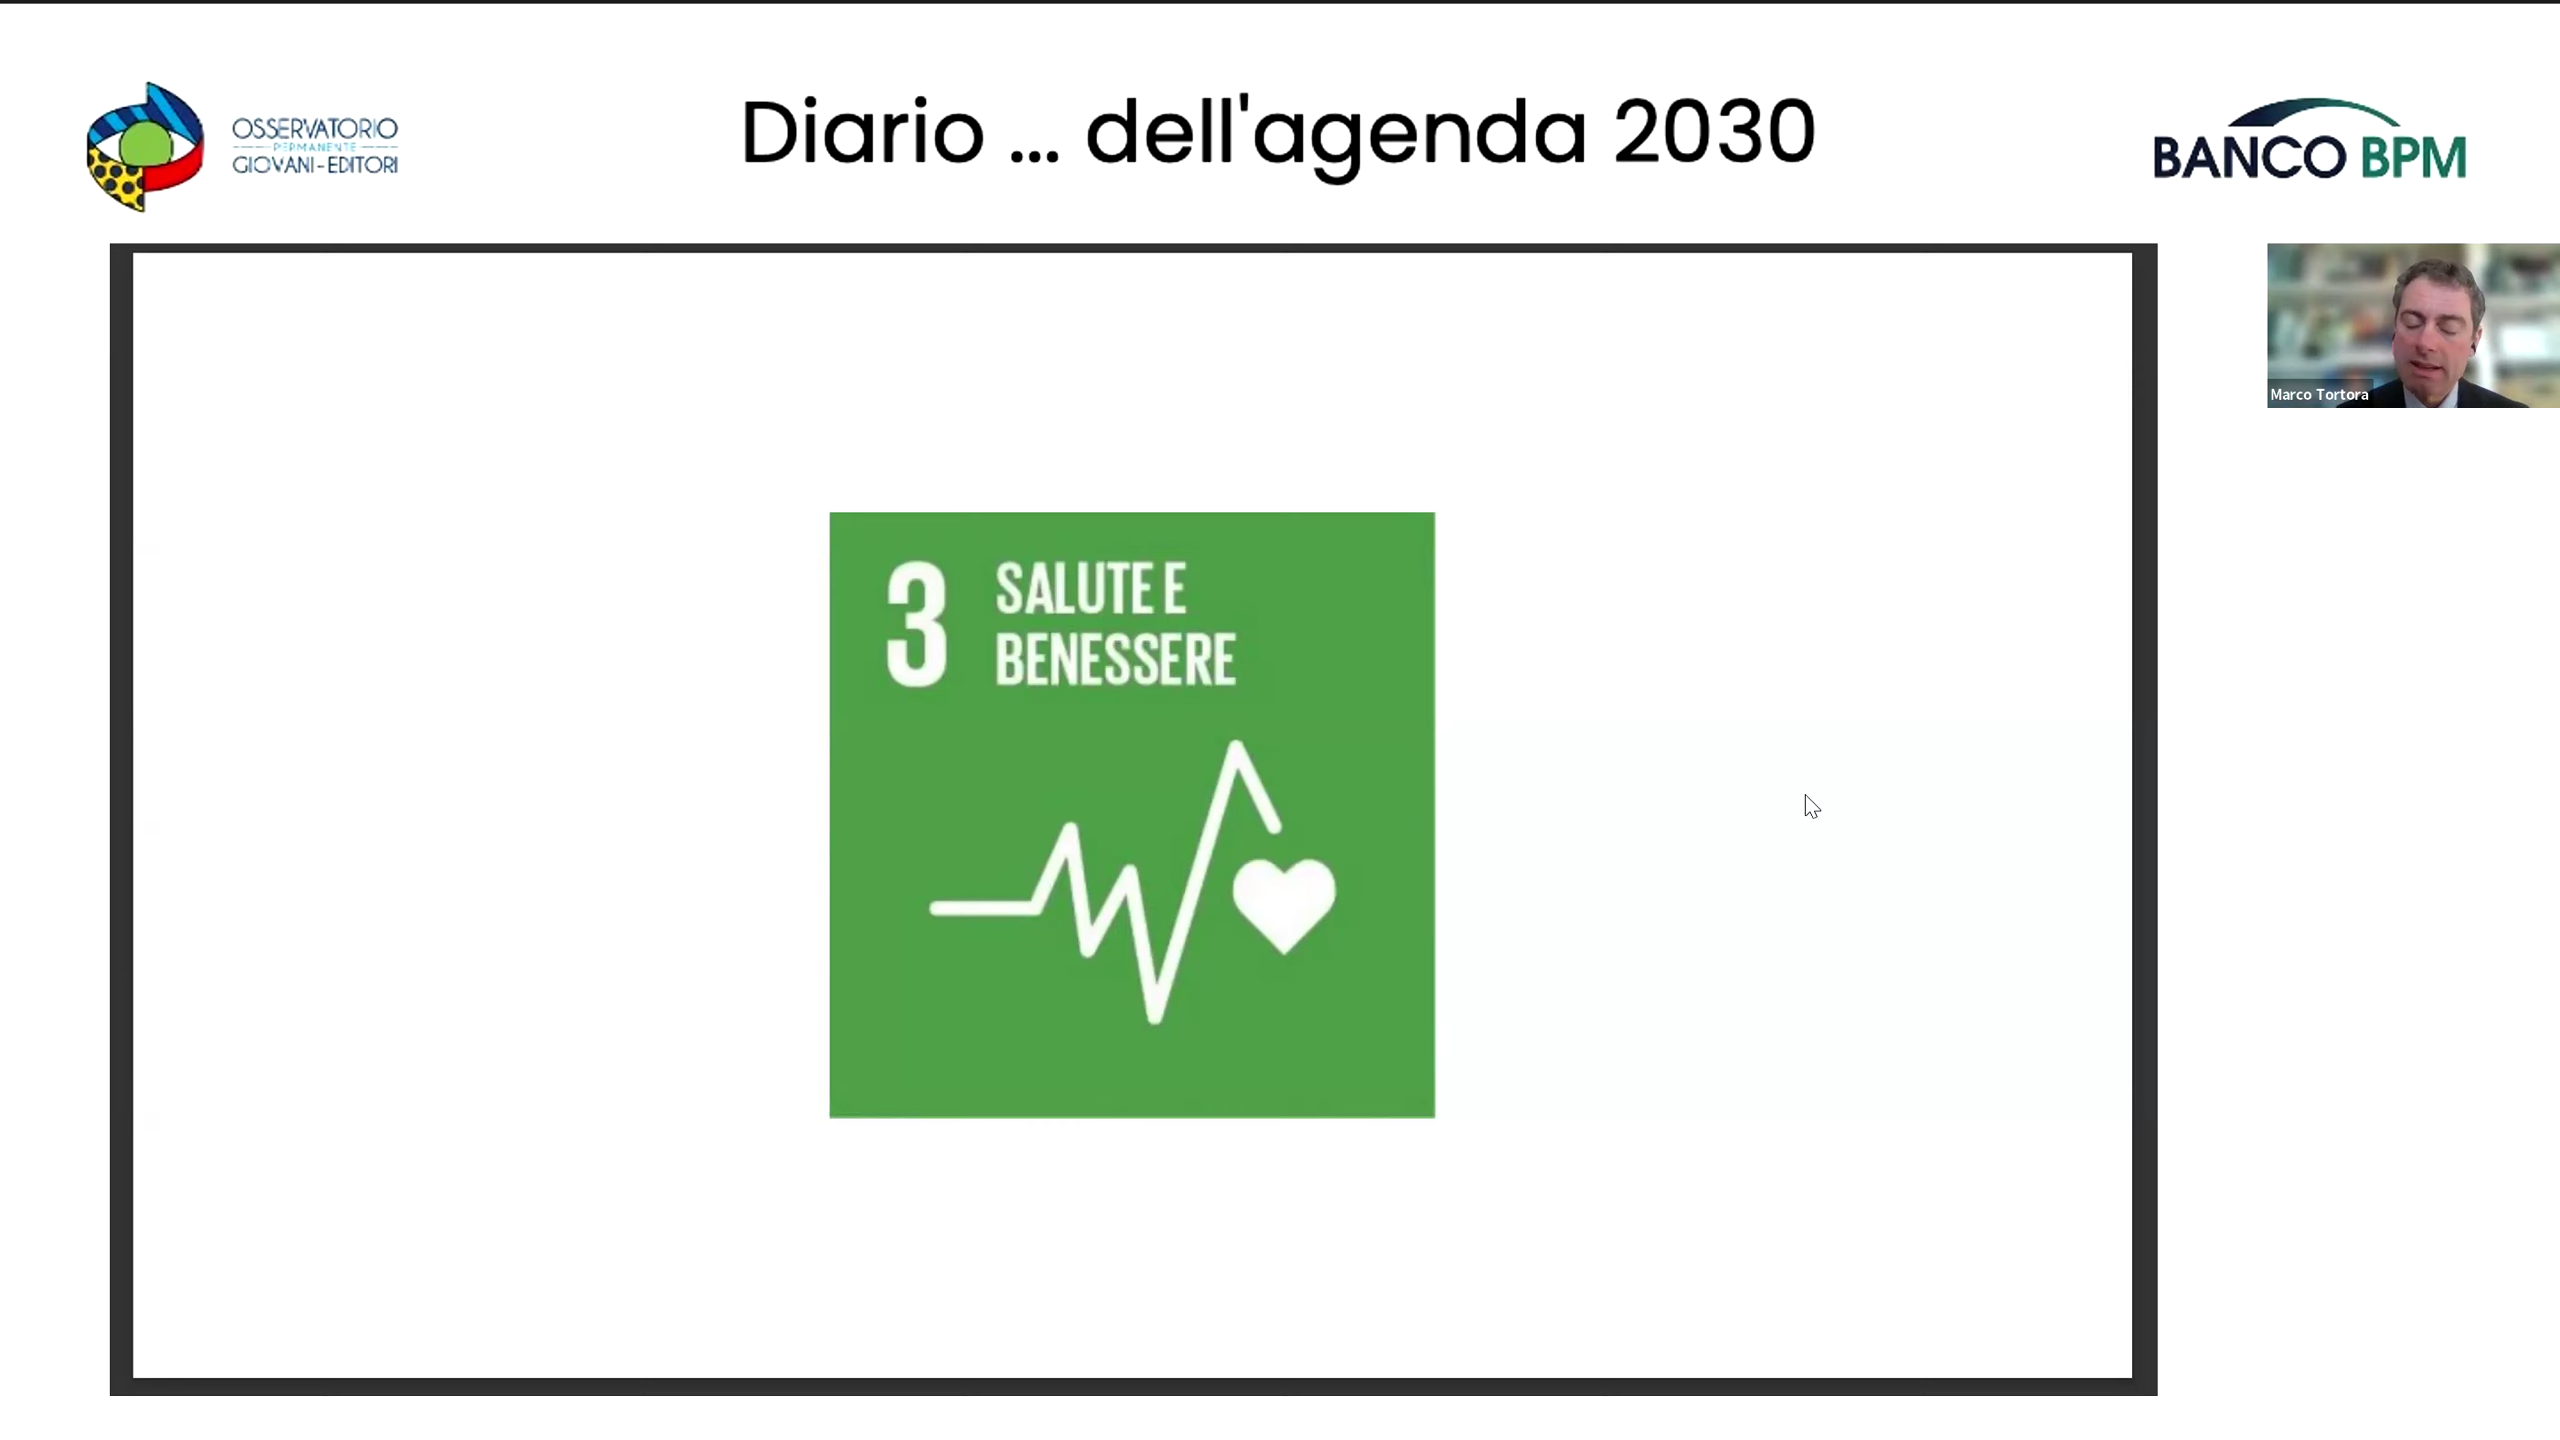 OSSERVATORIO
PERMANENTE
GIOVANI-EDITORI
Diario ... dell'agenda 2030
BANCO BPM
Marco Tortora
3 SALUTE E
BENESSERE